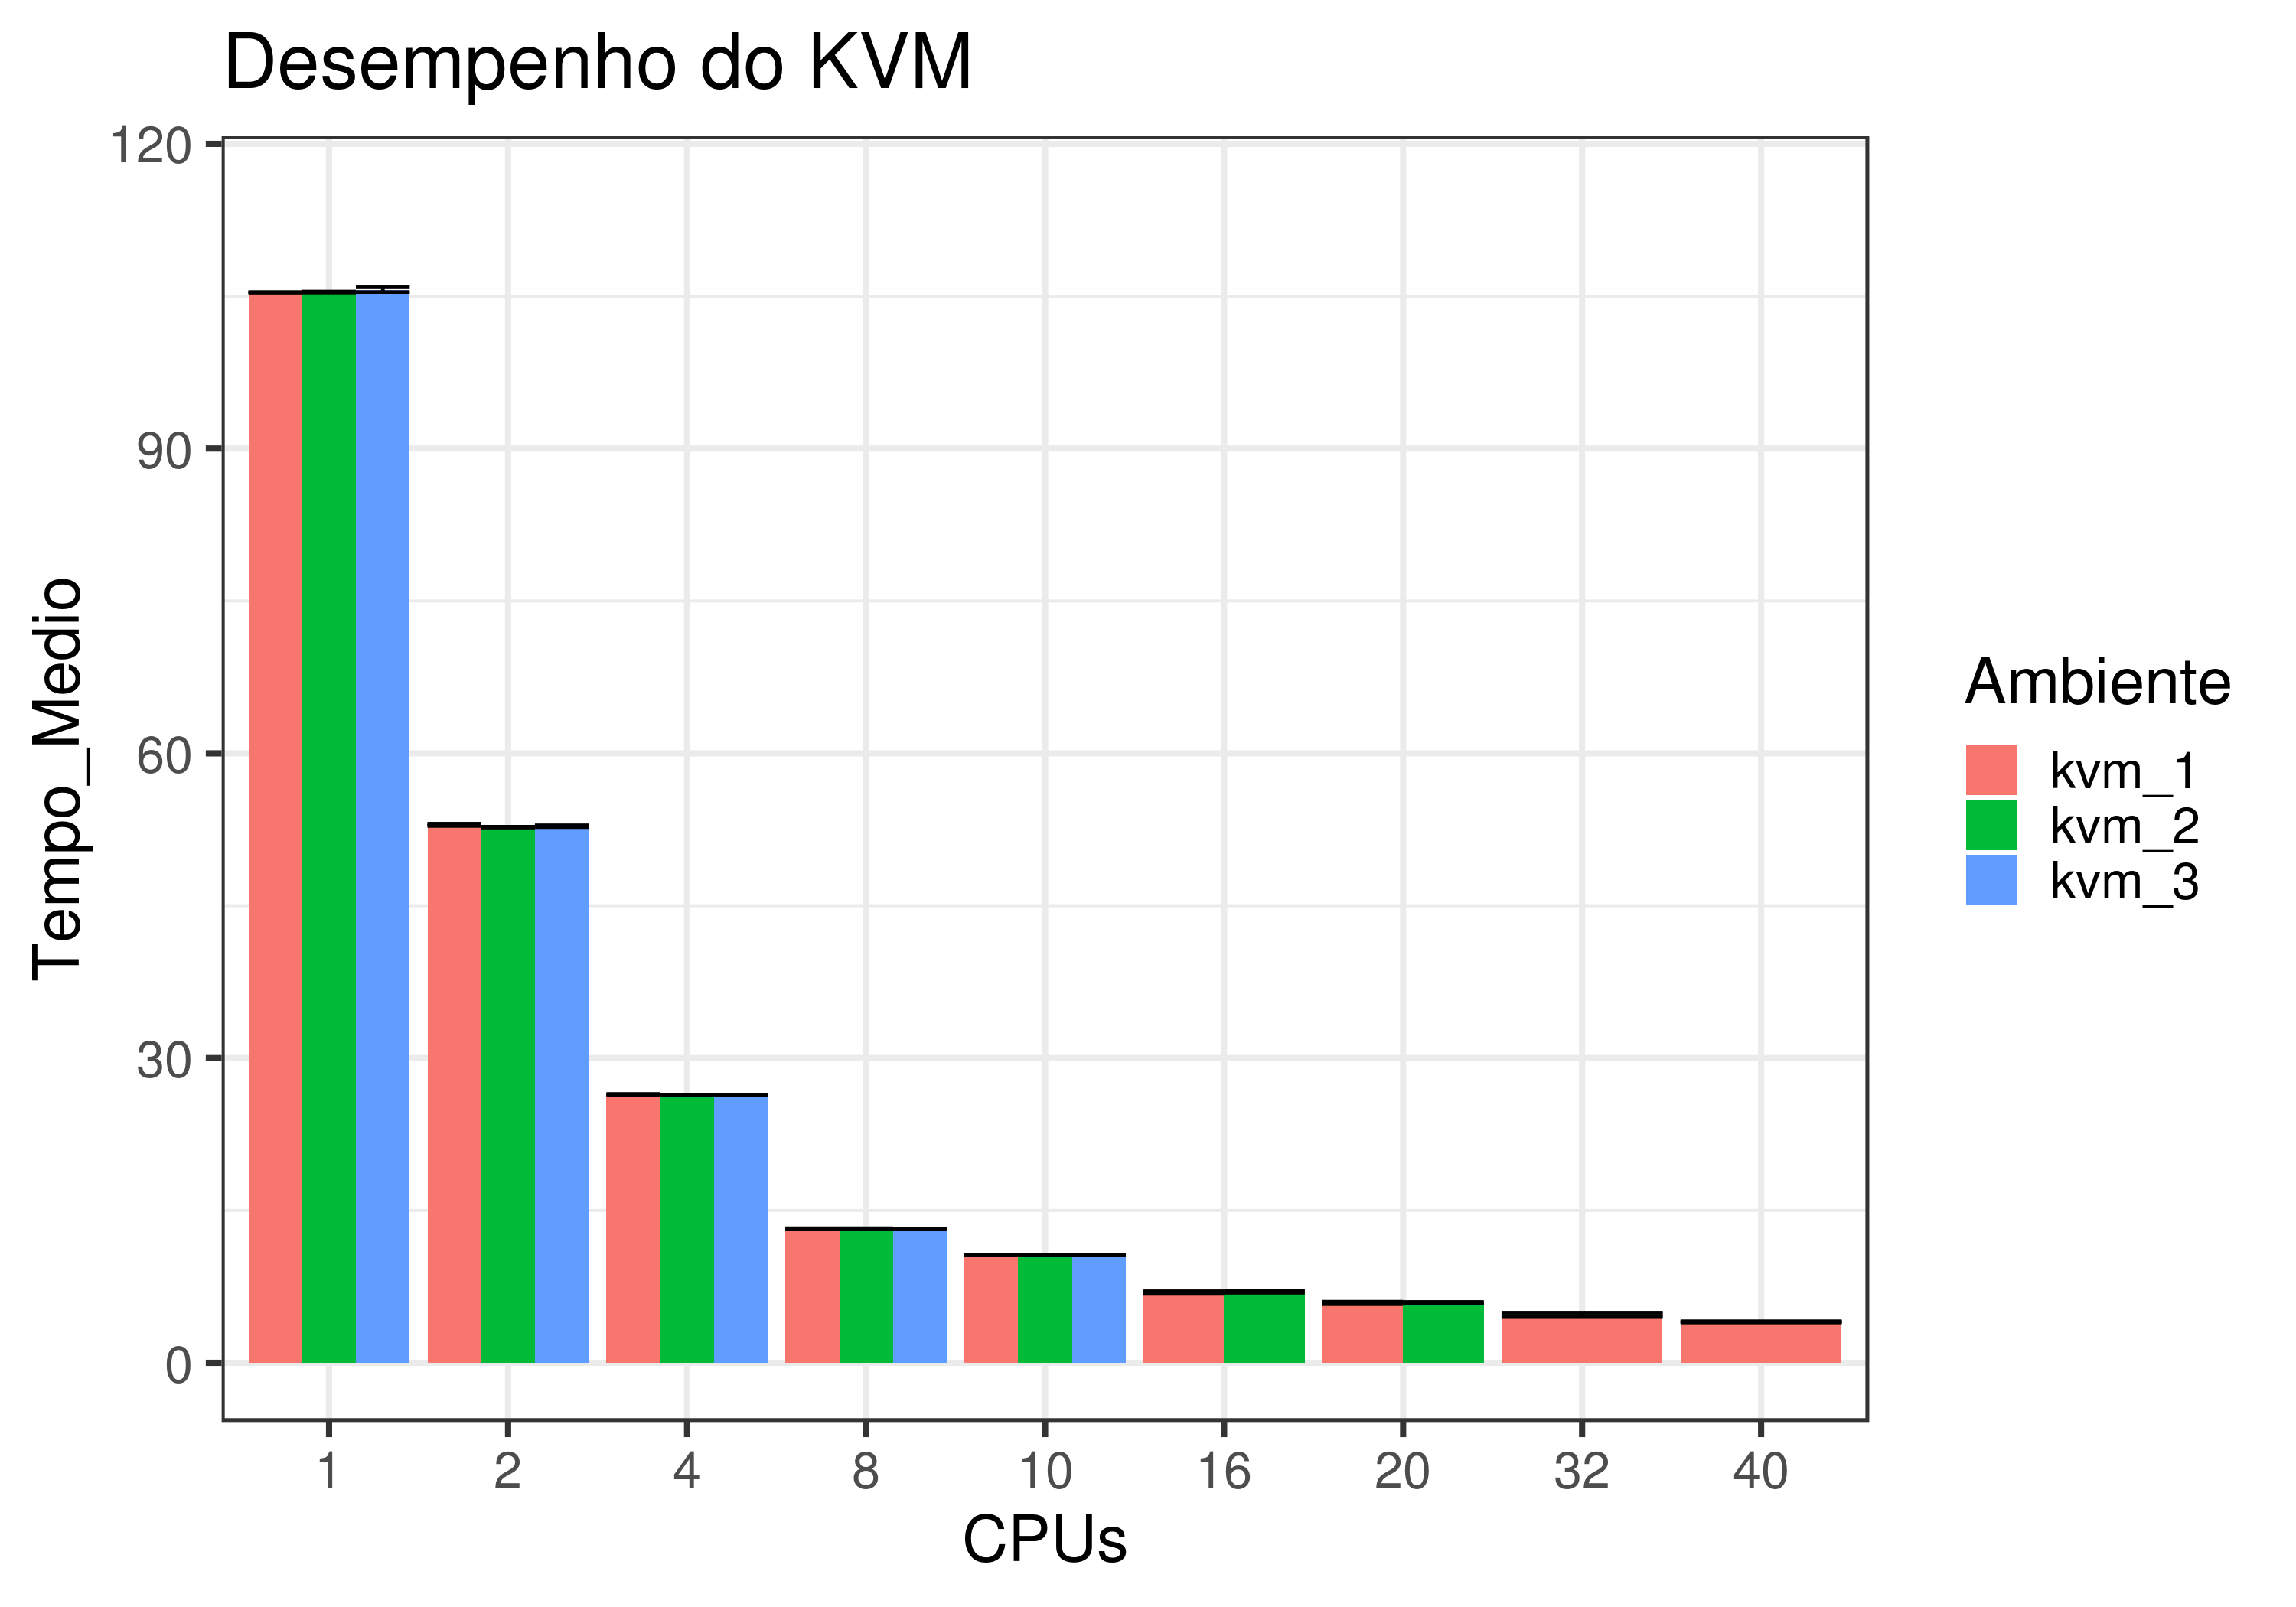 Desempenho do KVM
120
90
60
30
0
Tempo_Medio
1 2 4 8 10 16 20 32 40
CPUs
Ambiente
kvm_1
kvm_2
kvm_3